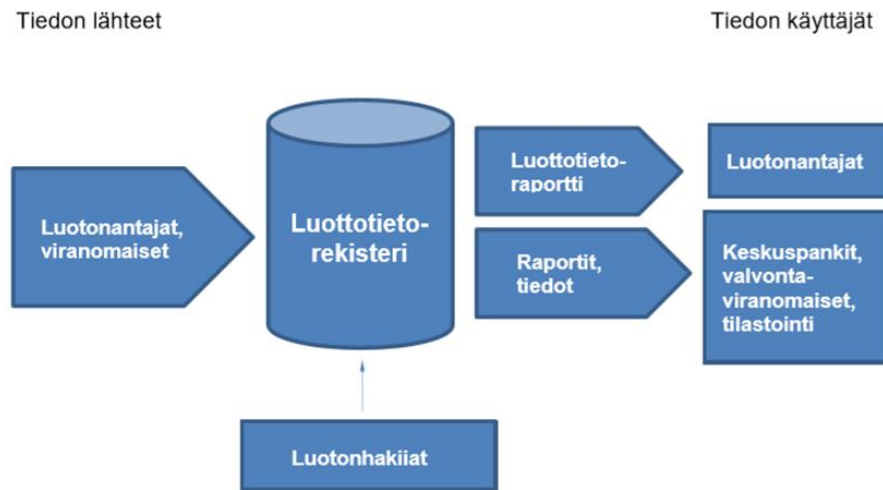 Tiedon lähteet
Tiedon käyttäjät
Luotonantajat,
viranomaiset
Luottotieto-
rekisteri
Luottotieto-
raportti
Raportit,
tiedot
Luotonantajat
Keskuspankit,
valvonta-
viranomaiset,
tilastointi
Luotonhakijat